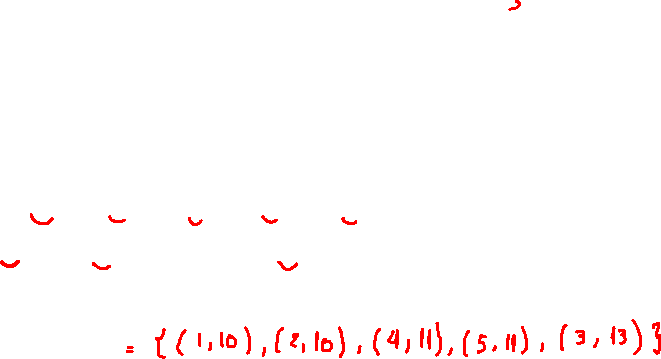 = {(1,10), (2,10), (4,11), (5,11), (3,13)}